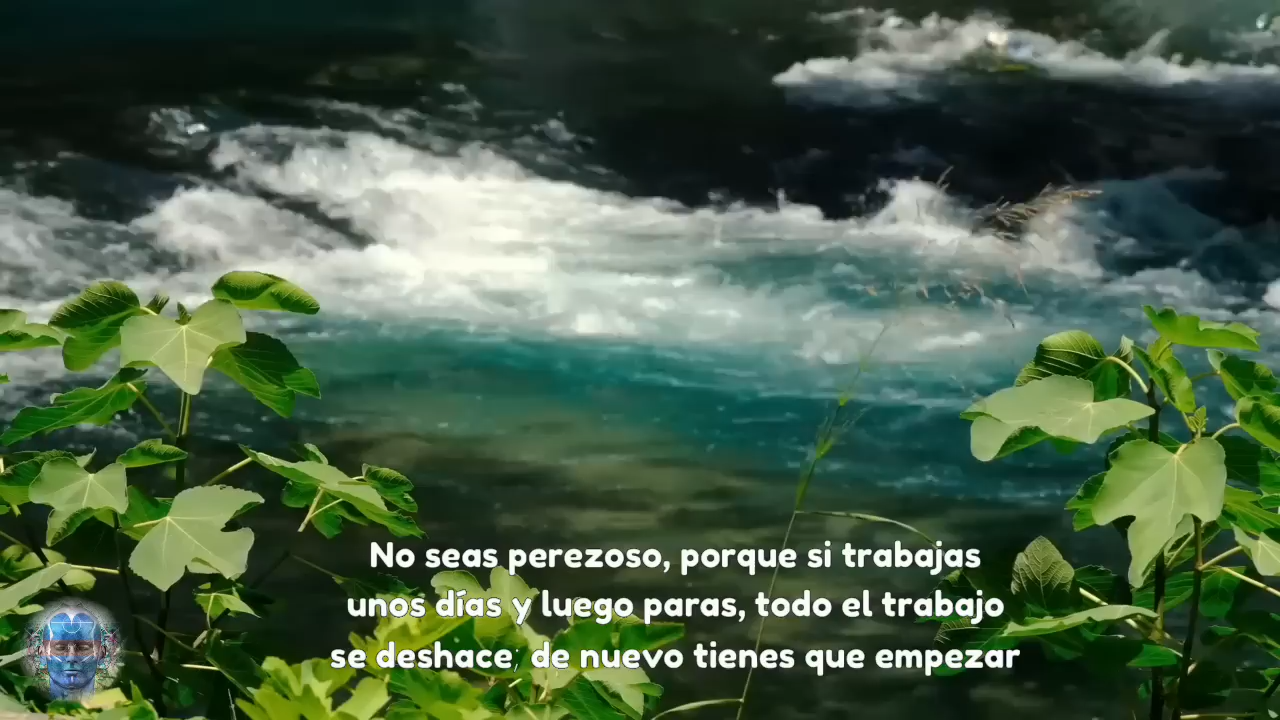 No seas perezoso, porque si trabajas
unos días y luego paras, todo el trabajo
se deshace; de nuevo tienes que empezar